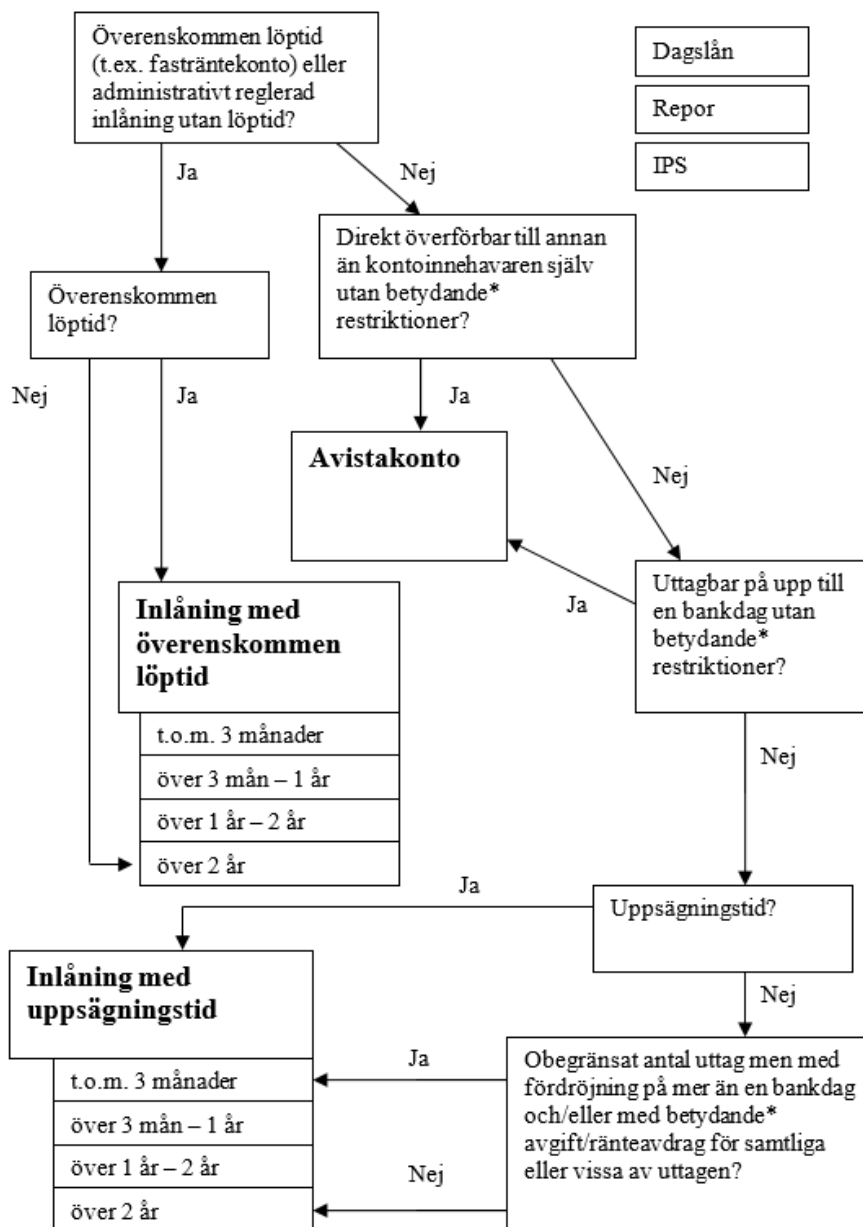 Överenskommen löptid
(t.ex. fasträntekonto) eller
administrativt reglerad
inlåning utan löptid?
Dagslån
Repor
IPS
Ja
Nej
Direkt överförbar till annan
än kontoinnehavaren själv
utan betydande*
restriktioner?
Överenskommen
löptid?
Nej
Ja
Ja
Avistakonto
Nej
Ja
Uttagbar på upp till
en bankdag utan
betydande*
restriktioner?
Inlåning med
överenskommen
löptid
t.o.m. 3 månader
över 3 mån – 1 år
över 1 år – 2 år
över 2 år
Nej
Ja
Uppsägningstid?
Inlåning med
uppsägningstid
t.o.m. 3 månader
över 3 mån – 1 år
över 1 år – 2 år
över 2 år
Nej
Ja
Nej
Obegränsat antal uttag men med
fördröjning på mer än en bankdag
och/eller med betydande*
avgift/ränteavdrag för samtliga
eller vissa av uttagen?